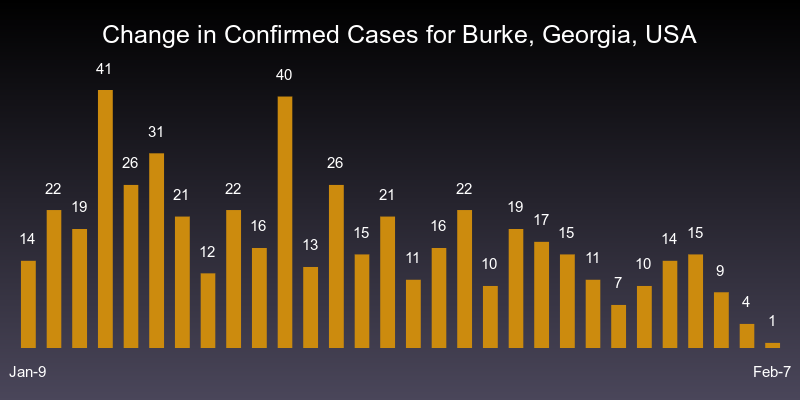 Change in Confirmed Cases for Burke, Georgia, USA
14 22 19 41 26 31 21 12 22 16 40 13 26 15 21 11 16 22 10 19 17 15 11 7 10 14 15 9 4 1
Jan-9 Feb-7